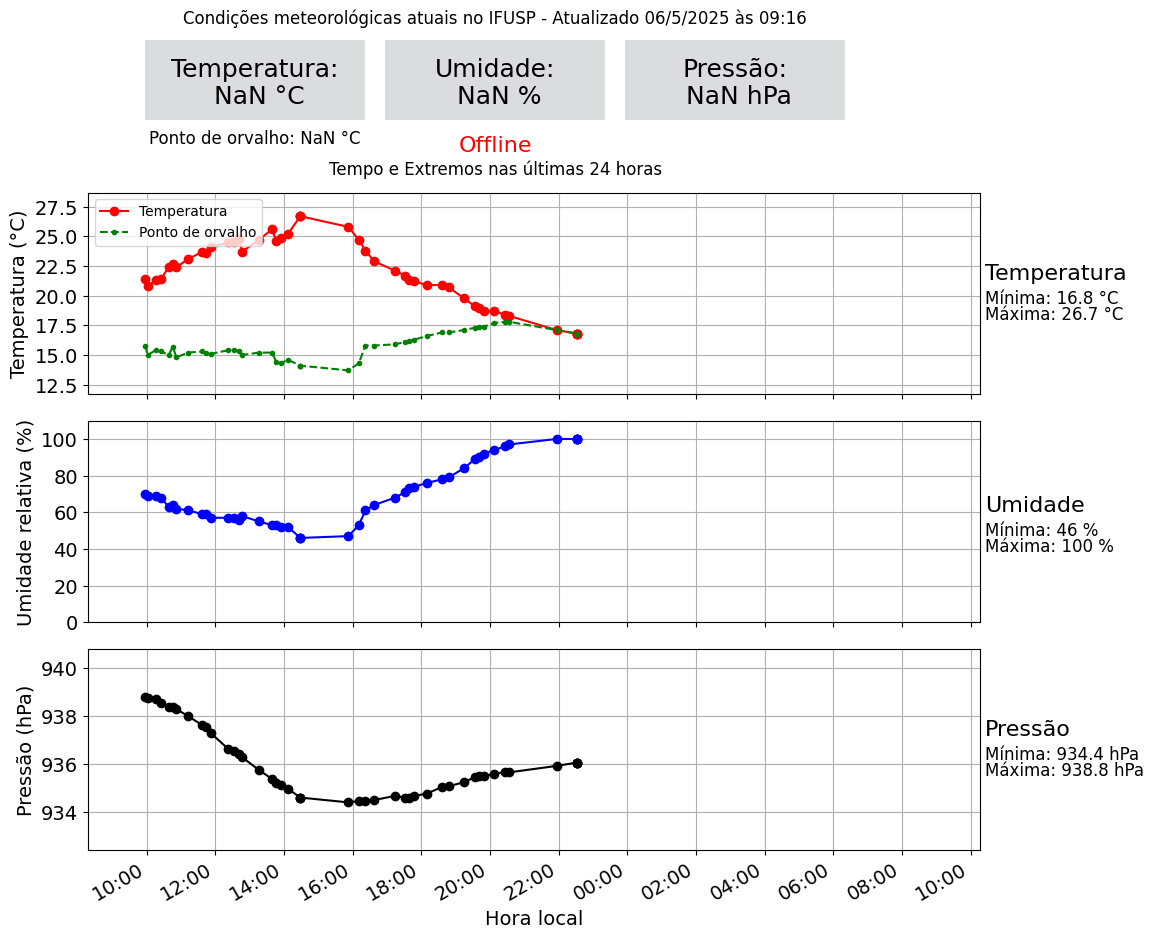 Condições meteorológicas atuais no IFUSP - Atualizado 06/5/2025 às 09:16
Temperatura:
NaN °C
Umidade:
NaN %
Pressão:
NaN hPa
Ponto de orvalho: NaN °C
Offline
Tempo e Extremos nas últimas 24 horas
Temperatura (°C)
27.5
25.0
22.5
20.0
17.5
15.0
12.5
Temperatura
Ponto de orvalho
Temperatura
Mínima: 16.8 °C
Máxima: 26.7 °C
Umidade relativa (%)
100
80
60
40
20
0
Umidade
Mínima: 46 %
Máxima: 100 %
Pressão (hPa)
940
938
936
934
Pressão
Mínima: 934.4 hPa
Máxima: 938.8 hPa
10:00 12:00 14:00 16:00 18:00 20:00 22:00 00:00 02:00 04:00 06:00 08:00 10:00
Hora local